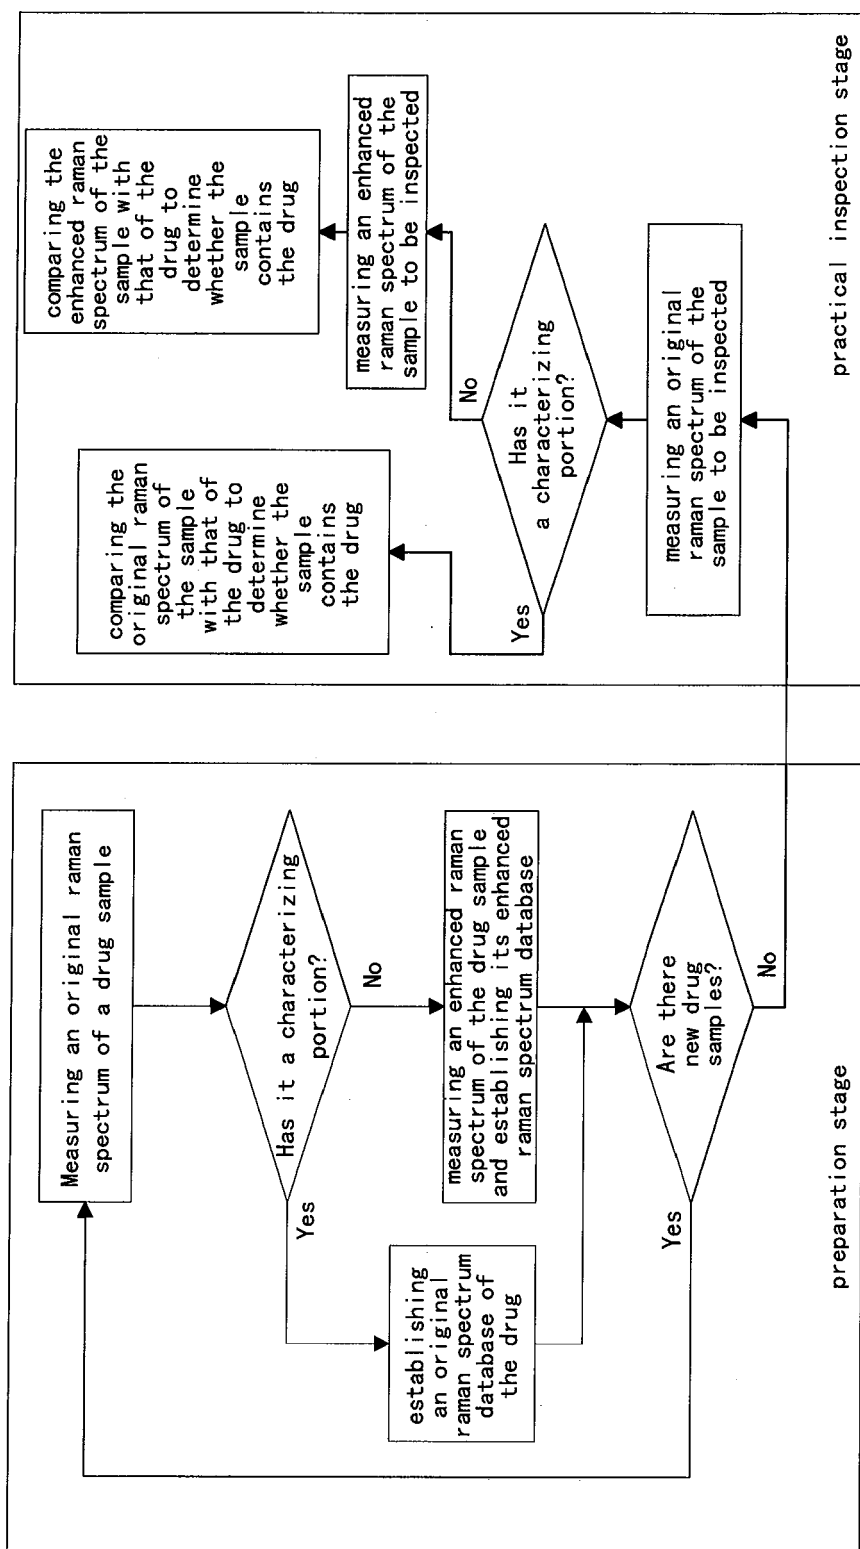 Measuring an original raman
spectrum of a drug sample
Has it a characterizing
portion?
Yes
No
establishing
an original
raman spectrum
database of
the drug
measuring an enhanced raman
spectrum of the drug sample
and establishing its enhanced
raman spectrum database
Are there
new drug
samples?
Yes
No
preparation stage
measuring an original
raman spectrum of the
sample to be inspected
Has it
a characterizing
portion?
Yes
No
comparing the
original raman
spectrum of
the sample
with that of
the drug to
determine
whether the
sample
contains
the drug
measuring an enhanced
raman spectrum of the
sample to be inspected
comparing the
enhanced raman
spectrum of the
sample with
that of the
drug to
determine
whether the
sample
contains
the drug
practical inspection stage